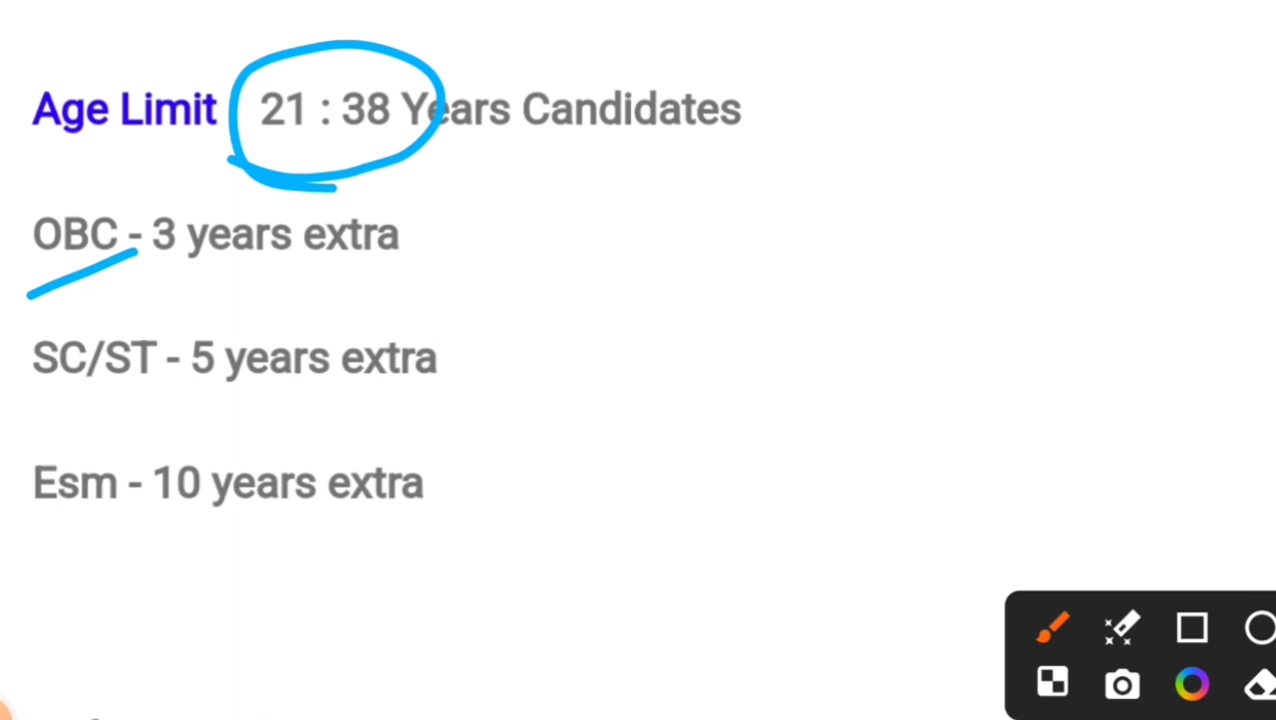 Age Limit 21 : 38 Years Candidates
OBC - 3 years extra
SC/ST - 5 years extra
Esm - 10 years extra